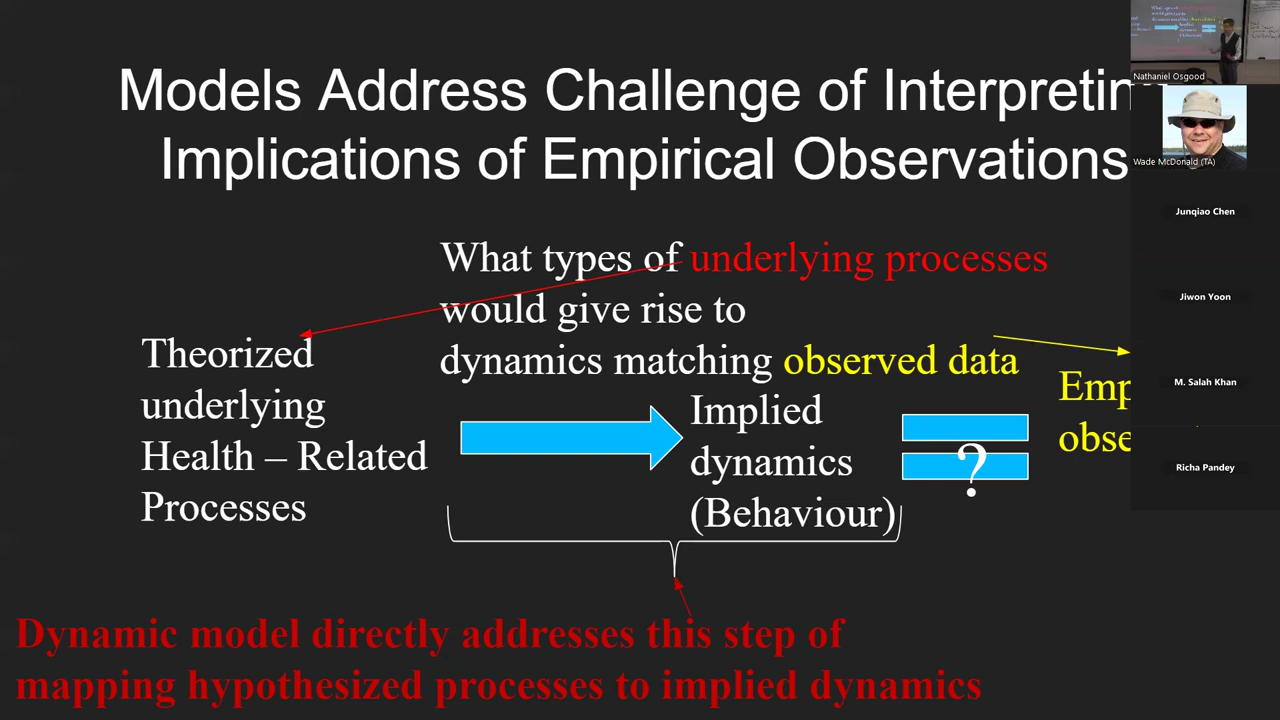 Models Address Challenge of Interpretin
Implications of Empirical Observations
What types of underlying processes
would give rise to
dynamics matching observed data
Theorized
underlying
Health – Related
Processes
Implied
dynamics
(Behaviour)
?
Emp
obse
Dynamic model directly addresses this step of
mapping hypothesized processes to implied dynamics
Nathaniel Osgood
Wade McDonald (TA)
Junqiao Chen
Jiwon Yoon
M. Salah Khan
Richa Pandey